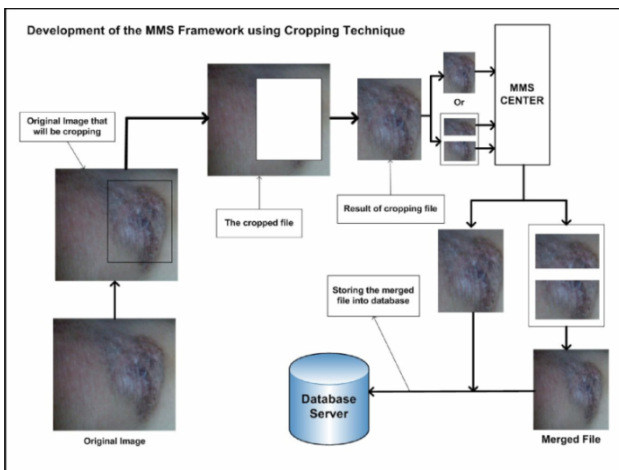 Development of the MMS Framework using Cropping Technique
Original Image that
will be cropping
The cropped file
Result of cropping file
Or
MMS
CENTER
Storing the merged
file into database
Database
Server
Original Image
Merged File